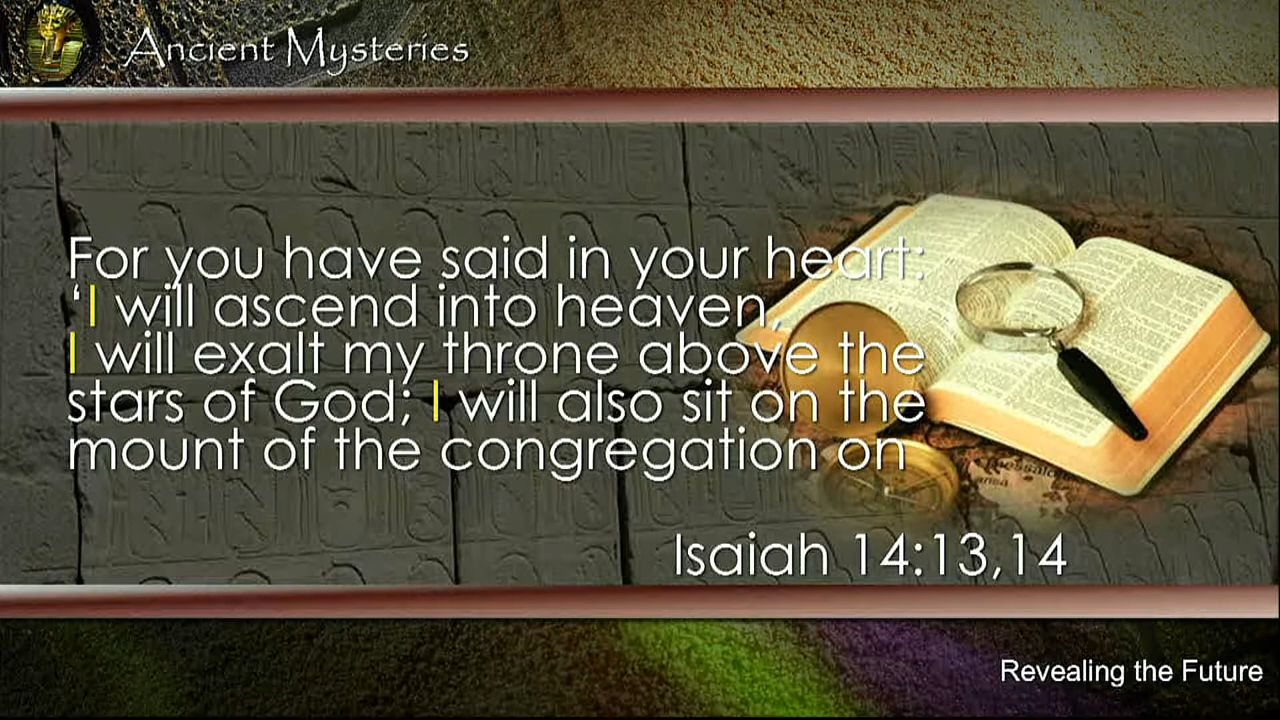 Ancient Mysteries
For you have said in your heart:
‘I will ascend into heaven,
I will exalt my throne above the
stars of God; I will also sit on the
mount of the congregation on
Isaiah 14:13,14
Revealing the Future